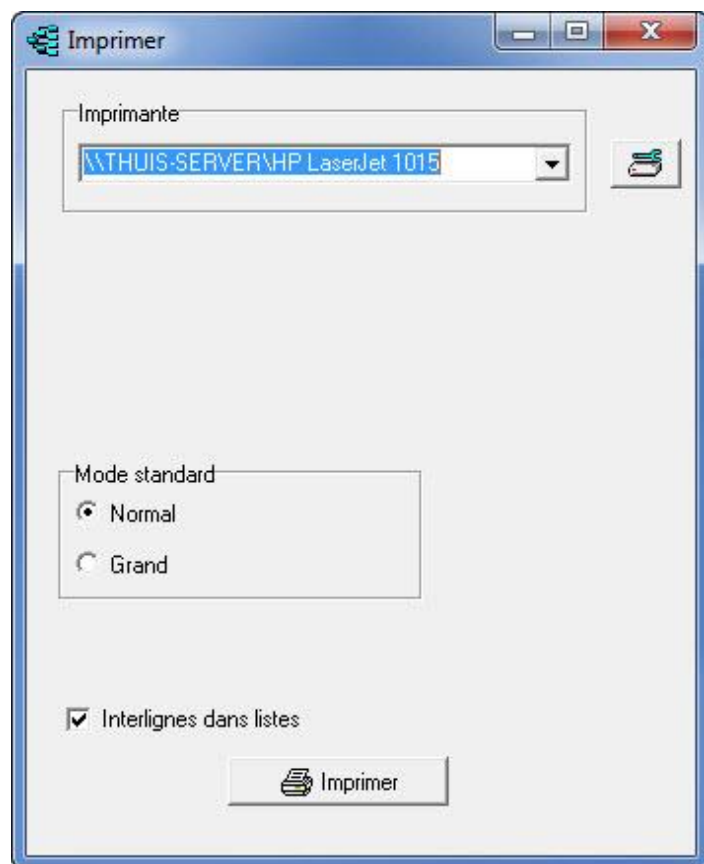 Imprimer
Imprimante
\\THUIS-SERVER\HP LaserJet 1015
Mode standard
Normal
Grand
Interlignes dans listes
Imprimer